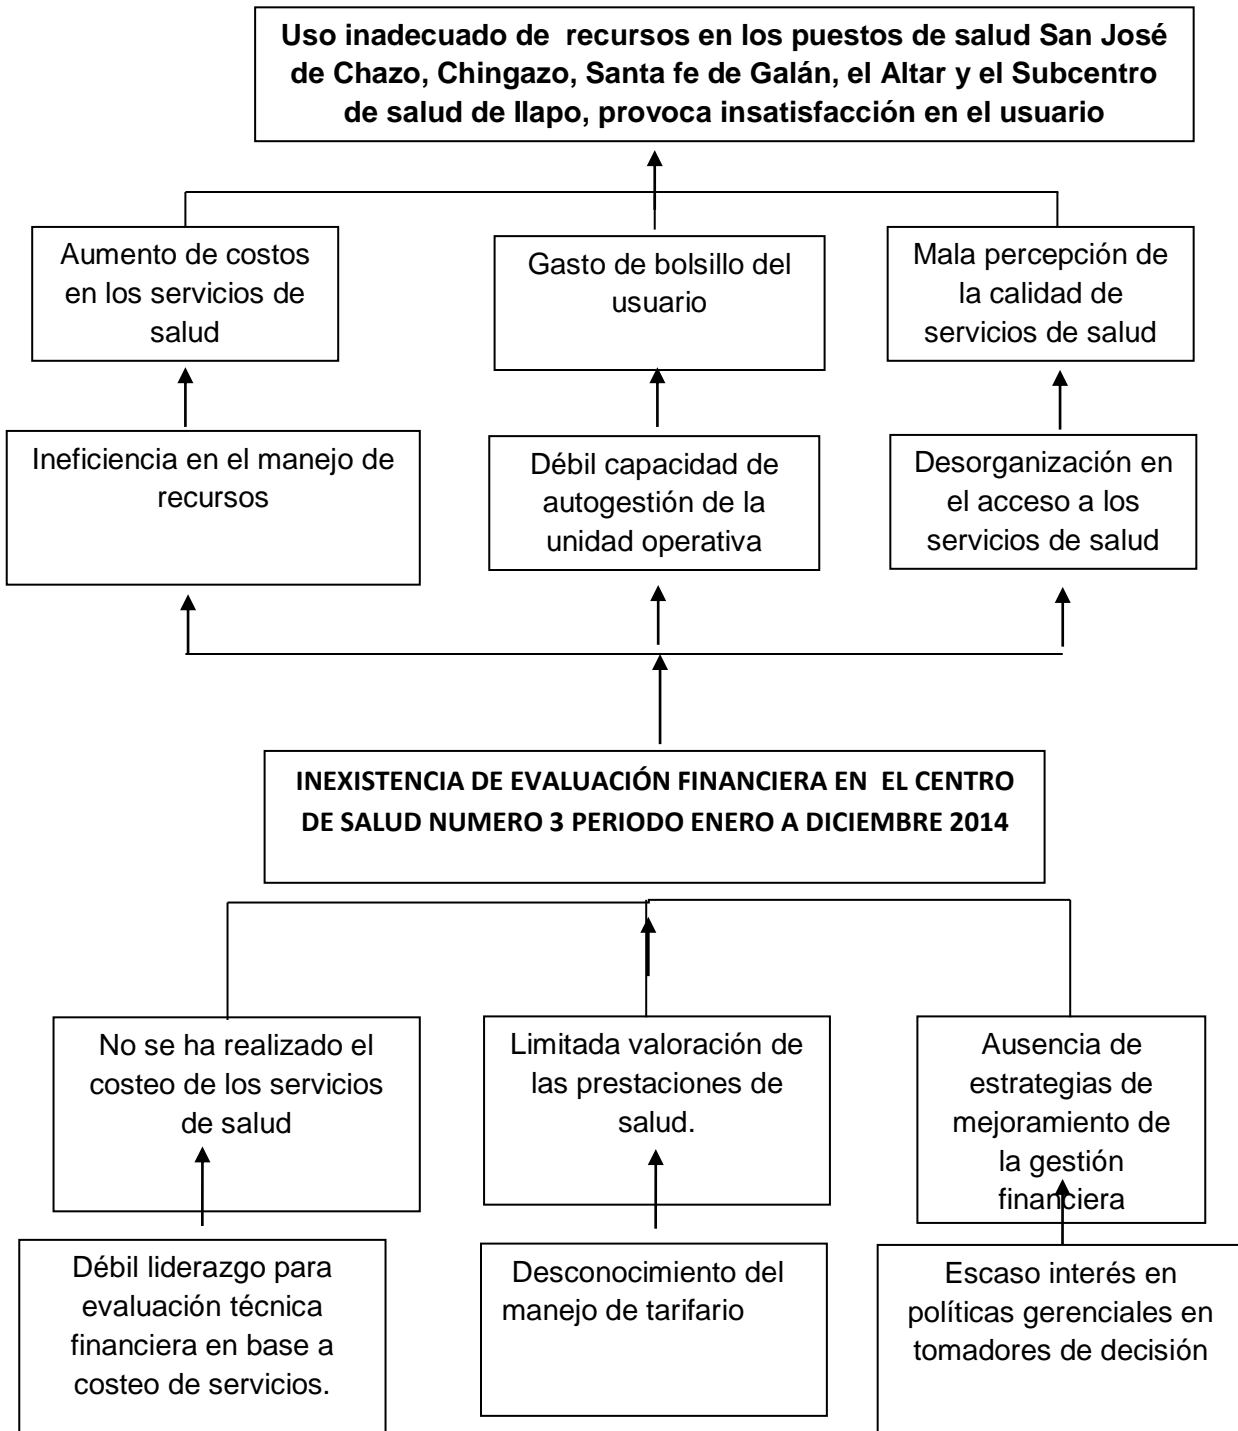 Uso inadecuado de recursos en los puestos de salud San José
de Chazo, Chingazo, Santa fe de Galán, el Altar y el Subcentro
de salud de Ilapo, provoca insatisfacción en el usuario
Aumento de costos
en los servicios de
salud
Gasto de bolsillo del
usuario
Mala percepción de
la calidad de
servicios de salud
Ineficiencia en el manejo de
recursos
Débil capacidad de
autogestión de la
unidad operativa
Desorganización en
el acceso a los
servicios de salud
INEXISTENCIA DE EVALUACIÓN FINANCIERA EN EL CENTRO
DE SALUD NUMERO 3 PERIODO ENERO A DICIEMBRE 2014
No se ha realizado el
costeo de los servicios
de salud
Limitada valoración de
las prestaciones de
salud.
Ausencia de
estrategias de
mejoramiento de
la gestión
financiera
Débil liderazgo para
evaluación técnica
financiera en base a
costeo de servicios.
Desconocimiento del
manejo de tarifario
Escaso interés en
políticas gerenciales en
tomadores de decisión